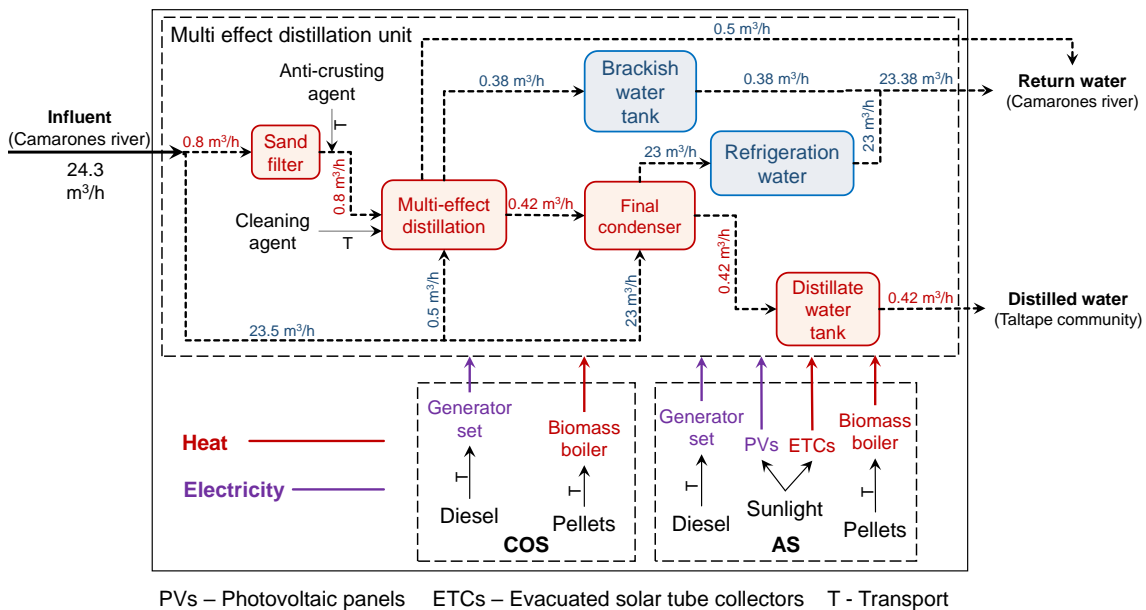 Multi effect distillation unit
0.5 m³/h
Anti-crusting
agent
T
Influent
(Camarones river)
24.3
m³/h
0.8 m³/h
Sand
filter
0.8 m³/h
Cleaning
agent
T
Multi-effect
distillation
0.38 m³/h
Brackish
water
tank
0.38 m³/h
23.38 m³/h
Return water
(Camarones river)
23 m³/h
Refrigeration
water
23 m³/h
0.42 m³/h
Final
condenser
0.42 m³/h
Distillate
water
tank
0.42 m³/h
Distilled water
(Taltape community)
23.5 m³/h
0.5 m³/h
23 m³/h
Heat
Electricity
Generator
set
T
Diesel
Biomass
boiler
T
Pellets
COS
Generator
set
T
Diesel
PVs
ETCs
Sunlight
Biomass
boiler
T
Pellets
AS
PVs – Photovoltaic panels ETCs – Evacuated solar tube collectors T - Transport